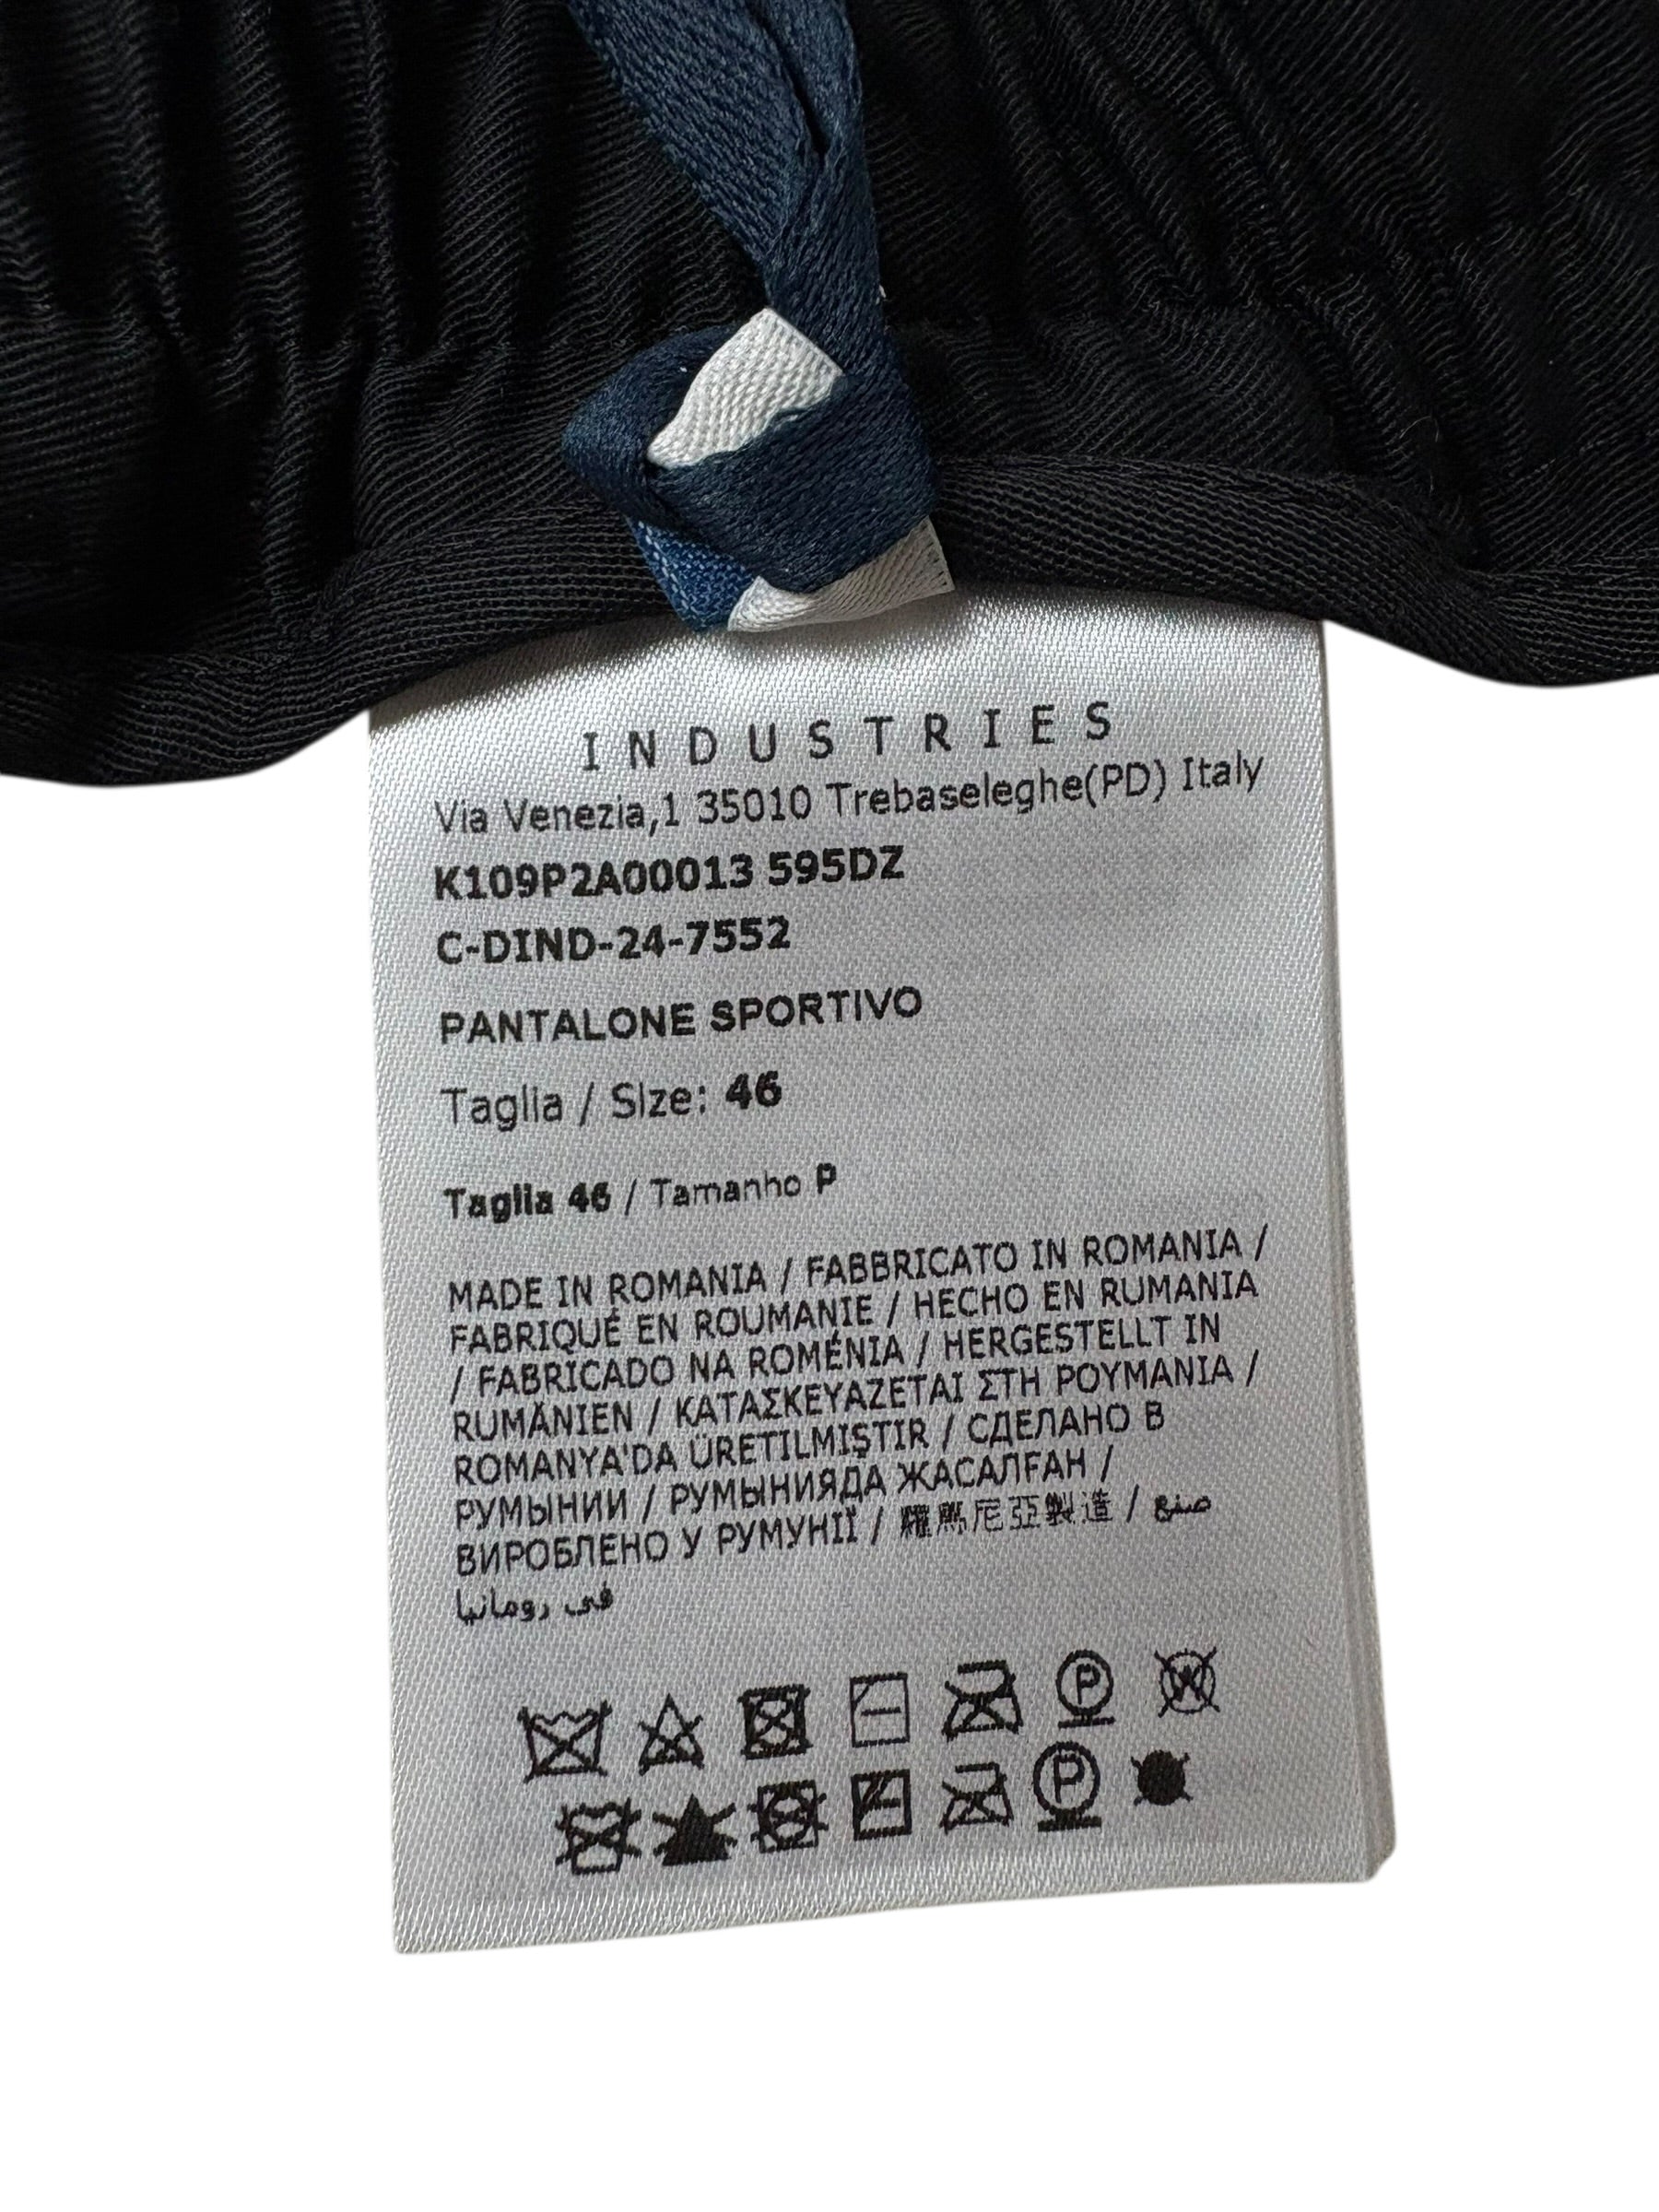 INDUSTRIES
Via Venezia,1 35010 Trebaseleghe(PD) Italy
K109P2A00013 595DZ
C-DIND-24-7552
PANTALONE SPORTIVO
Taglia / Size: 46
Taglia 46 / Tamanho P
MADE IN ROMANIA / FABBRICATO IN ROMANIA /
FABRIQUÉ EN ROUMANIE / HECHO EN RUMANIA
/ FABRICADO NA ROMÉNIA / HERGESTELLT IN
RUMÄNIEN / ΚΑΤΑΣΚΕΥΑΖΕΤΑΙ ΣΤΗ ΡΟΥΜΑΝΙΑ /
ROMANYA'DA ÜRETILMIŞTIR / СДЕЛАНО В
РУМЫНИИ / РУМЫНИЯДА ЖАСАЛҒАН /
ВИРОБЛЕНО У РУМУНІЇ / 羅馬尼亞製造 / صنع
في رومانيا